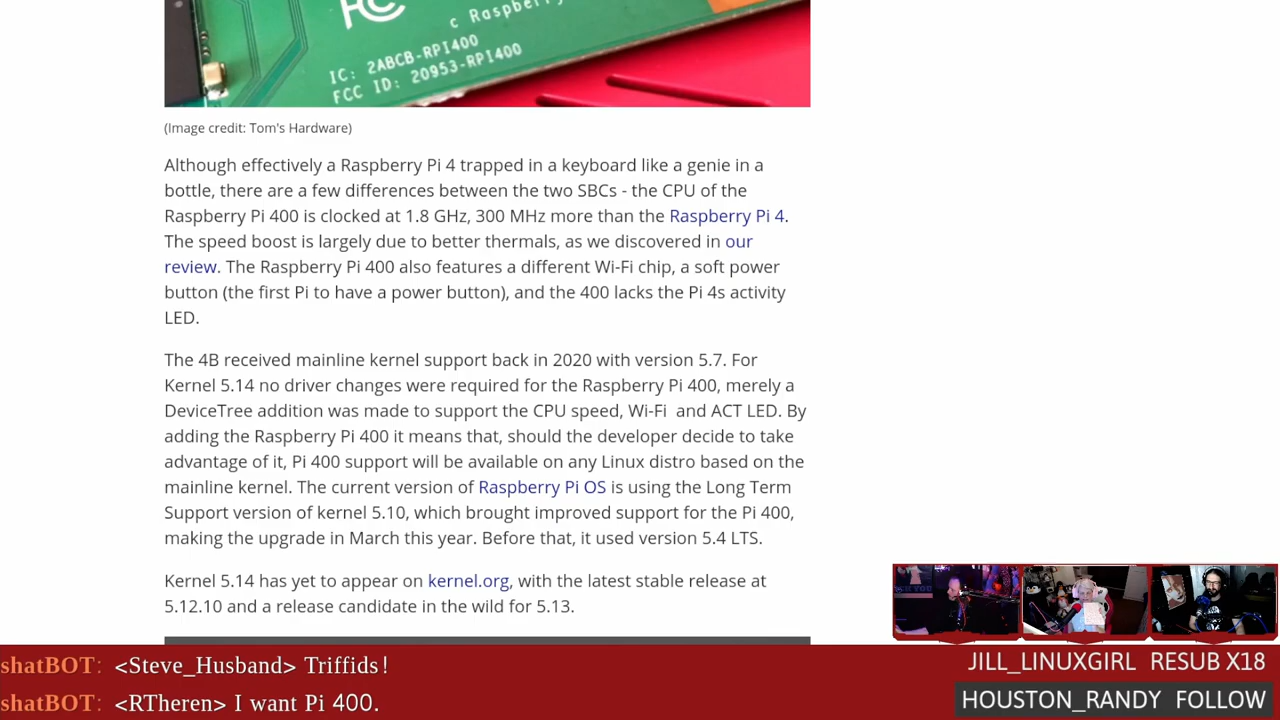 c Raspberry
IC: 2ABCB-RPI400
FCC ID: 20953-RPI400
(Image credit: Tom's Hardware)
Although effectively a Raspberry Pi 4 trapped in a keyboard like a genie in a
bottle, there are a few differences between the two SBCs - the CPU of the
Raspberry Pi 400 is clocked at 1.8 GHz, 300 MHz more than the Raspberry Pi 4.
The speed boost is largely due to better thermals, as we discovered in our
review. The Raspberry Pi 400 also features a different Wi-Fi chip, a soft power
button (the first Pi to have a power button), and the 400 lacks the Pi 4s activity
LED.
The 4B received mainline kernel support back in 2020 with version 5.7. For
Kernel 5.14 no driver changes were required for the Raspberry Pi 400, merely a
DeviceTree addition was made to support the CPU speed, Wi-Fi  and ACT LED. By
adding the Raspberry Pi 400 it means that, should the developer decide to take
advantage of it, Pi 400 support will be available on any Linux distro based on the
mainline kernel. The current version of Raspberry Pi OS is using the Long Term
Support version of kernel 5.10, which brought improved support for the Pi 400,
making the upgrade in March this year. Before that, it used version 5.4 LTS.
Kernel 5.14 has yet to appear on kernel.org, with the latest stable release at
5.12.10 and a release candidate in the wild for 5.13.
shatBOT: <Steve_Husband> Triffids!
shatBOT: <RTheren> I want Pi 400.
JILL_LINUXGIRL RESUB X18
HOUSTON_RANDY FOLLOW